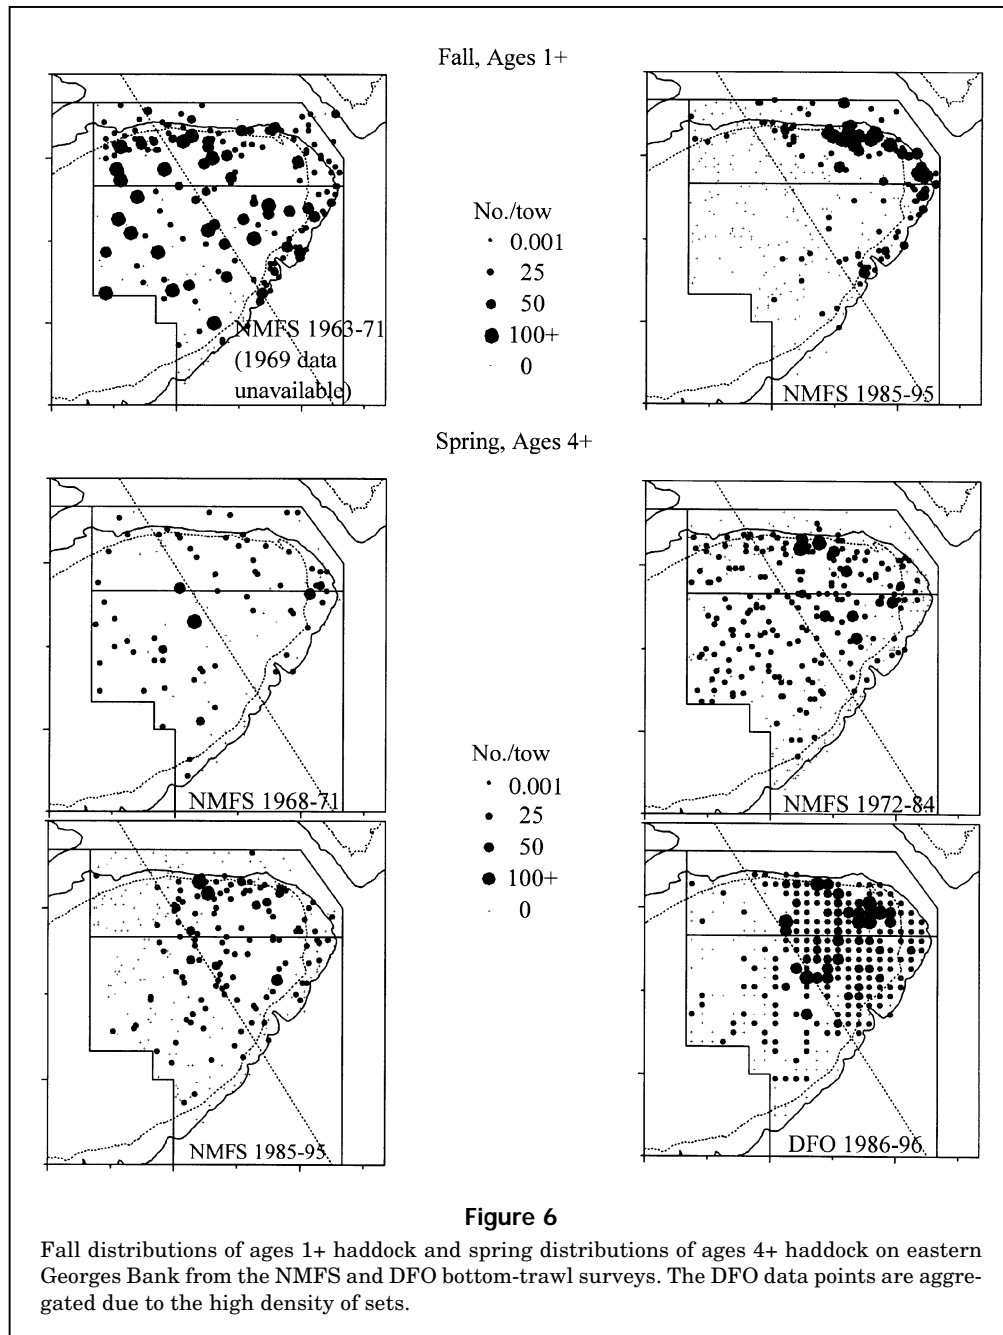 Fall, Ages 1+
No./tow
0.001
25
50
100+
0
NMFS 1963-71
(1969 data
unavailable)
NMFS 1985-95
Spring, Ages 4+
NMFS 1968-71
No./tow
0.001
25
50
100+
0
NMFS 1972-84
NMFS 1985-95
DFO 1986-96
Figure 6
Fall distributions of ages 1+ haddock and spring distributions of ages 4+ haddock on eastern
Georges Bank from the NMFS and DFO bottom-trawl surveys. The DFO data points are aggre-
gated due to the high density of sets.